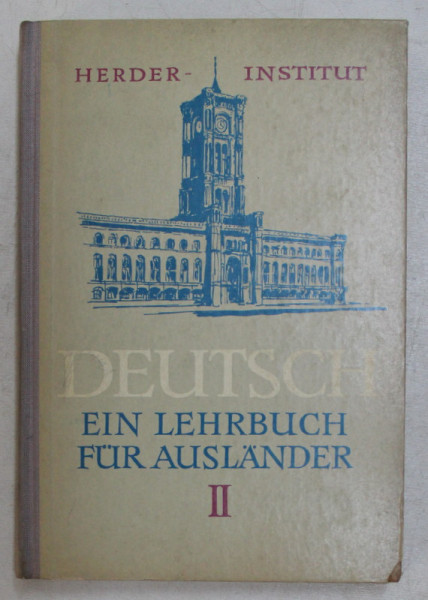 HERDER- INSTITUT
DEUTSCH
EIN LEHRBUCH
FÜR AUSLÄNDER
II